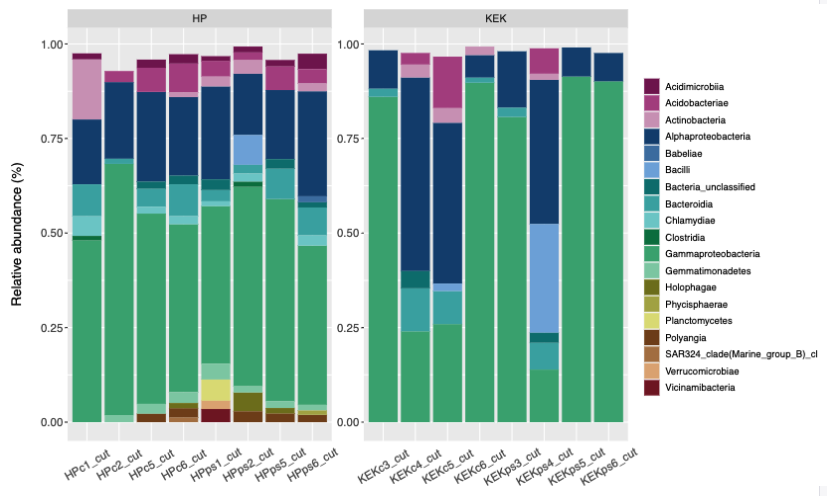 HP
KEK
Relative abundance (%)
1.00
0.75
0.50
0.25
0.00
1.00
0.75
0.50
0.25
0.00
HPc1_cut
HPc2_cut
HPc5_cut
HPc6_cut
HPps1_cut
HPps2_cut
HPps5_cut
HPps6_cut
KEKc3_cut
KEKc4_cut
KEKc5_cut
KEKc6_cut
KEKps3_cut
KEKps4_cut
KEKps5_cut
KEKps6_cut
Acidimicrobiia
Acidobacteriae
Actinobacteria
Alphaproteobacteria
Babeliae
Bacilli
Bacteria_unclassified
Bacteroidia
Chlamydiae
Clostridia
Gammaproteobacteria
Gemmatimonadetes
Holophagae
Phycisphaerae
Planctomycetes
Polyangia
SAR324_clade(Marine_group_B)_cl
Verrucomicrobiae
Vicinamibacteria